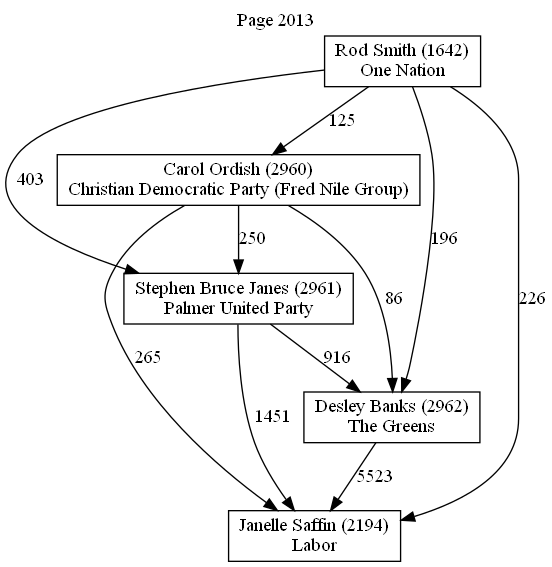 Page 2013
Rod Smith (1642)
One Nation
125
Carol Ordish (2960)
Christian Democratic Party (Fred Nile Group)
403
250
196
Stephen Bruce Janes (2961)
Palmer United Party
86
226
265
916
Desley Banks (2962)
The Greens
1451
5523
Janelle Saffin (2194)
Labor